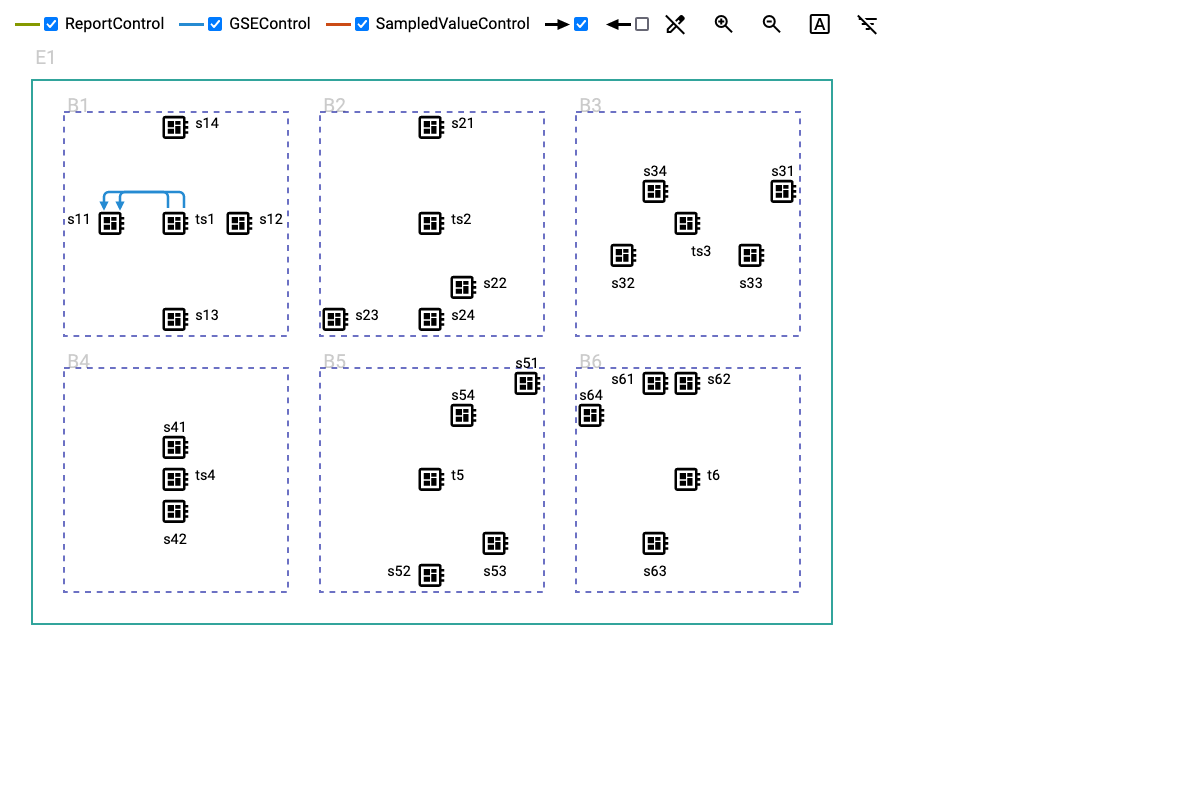 ReportControl GSEControl SampledValueControl A
E1
B1 B2 B3
s14 s21
s34 s31
s11 ts1 s12 ts2
ts3
s32 s33
s22
s13 s23 s24
B4 B5 B6
s51
s61 s62
s54 s64
s41
ts4 t5 t6
s42
s52 s53 s63